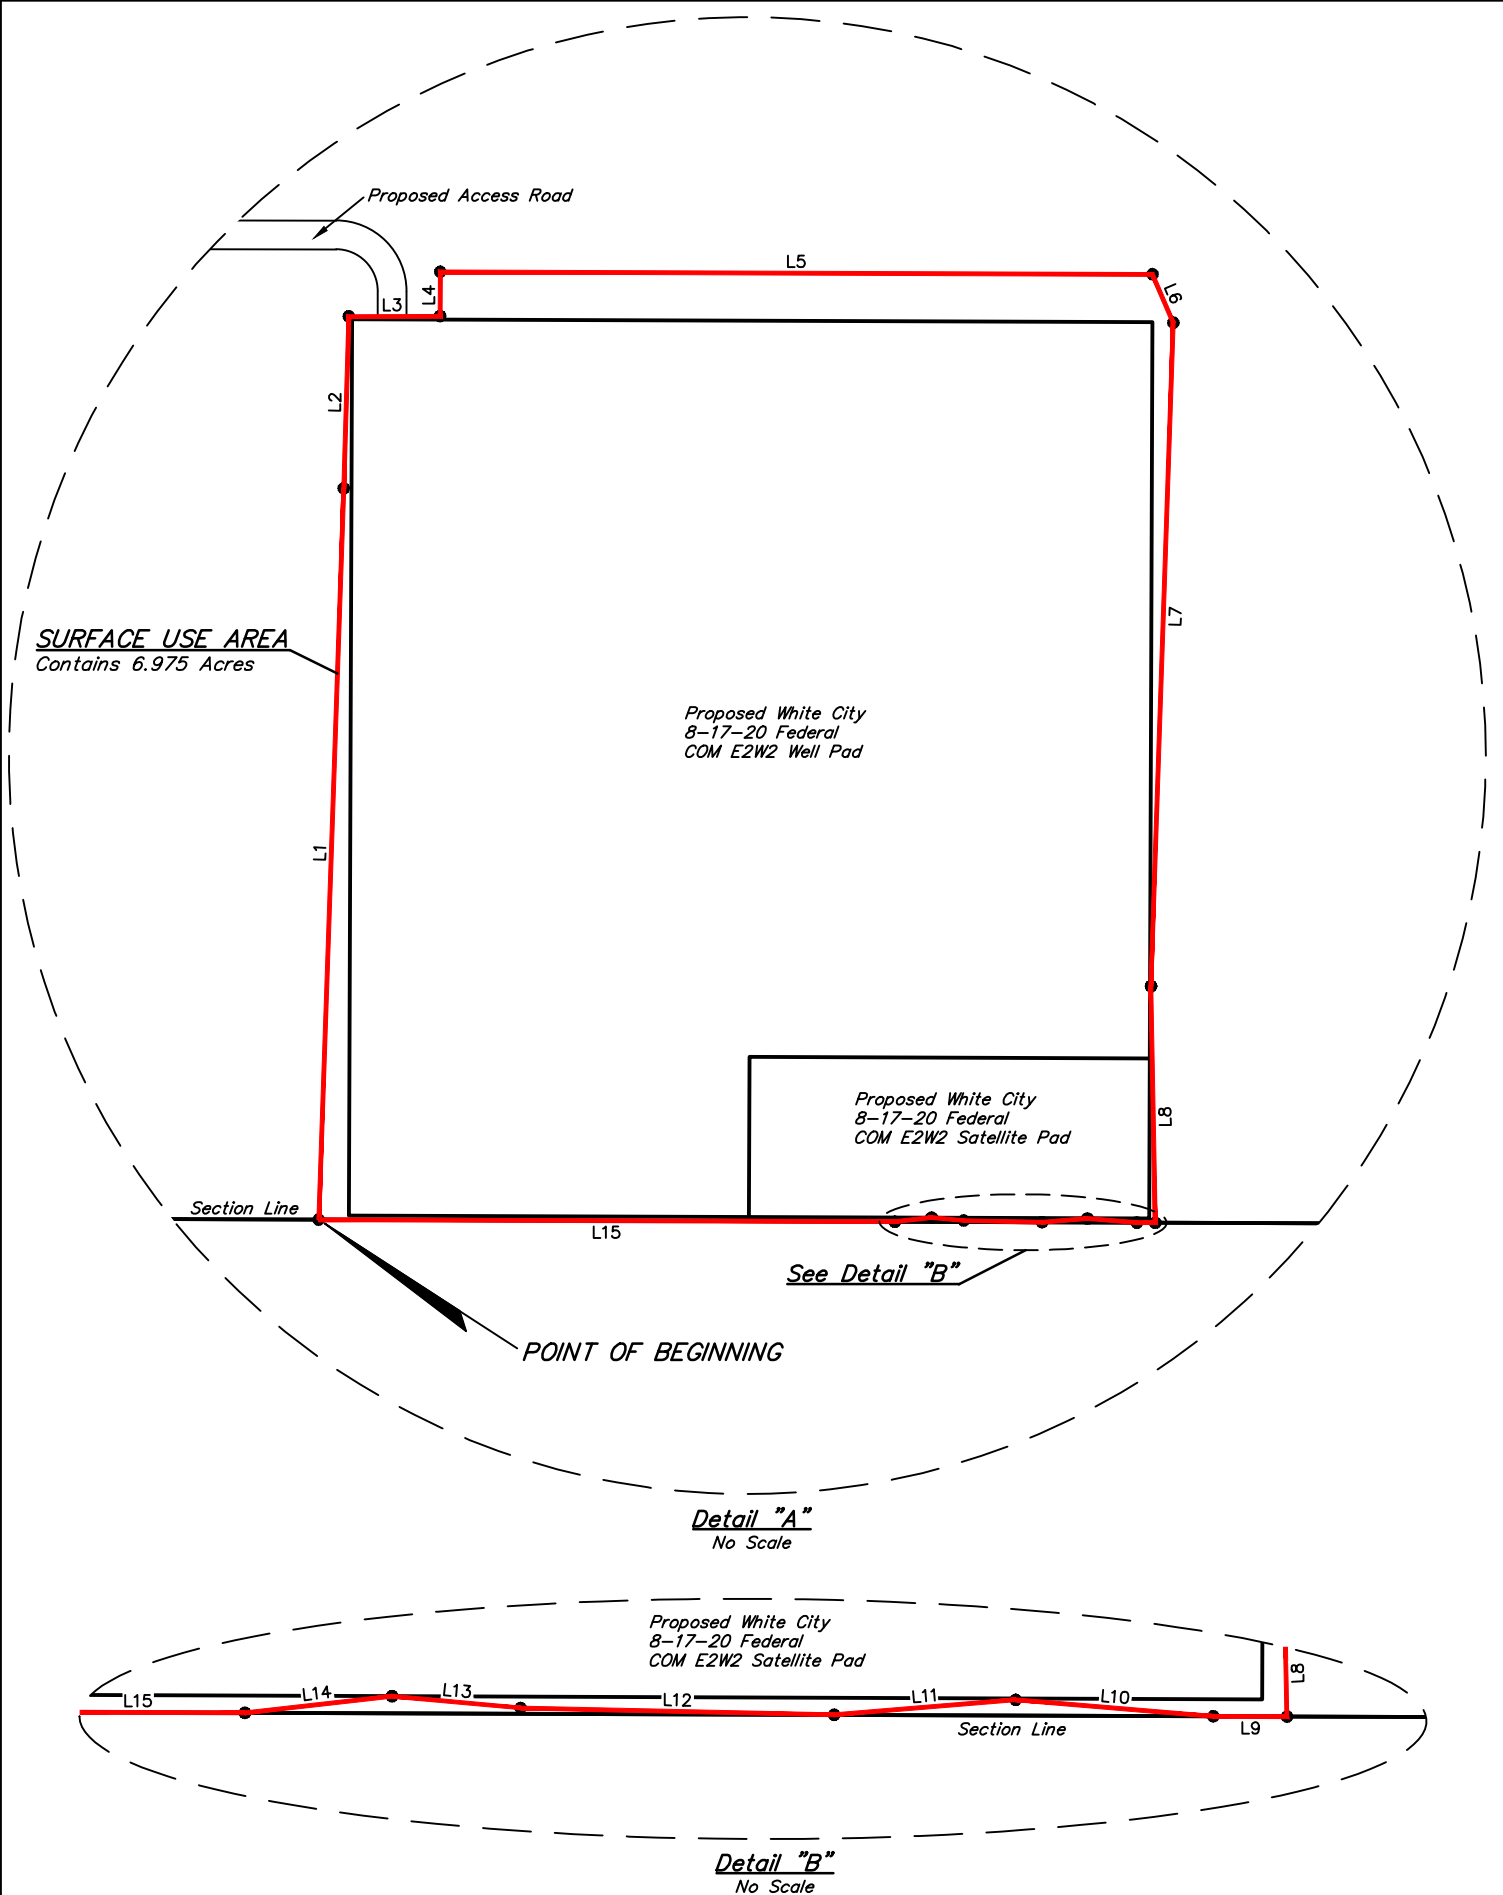 Proposed Access Road
L5
L6
L4
L3
L2
L7
SURFACE USE AREA
Contains 6.975 Acres
Proposed White City
8-17-20 Federal
COM E2W2 Well Pad
L1
Proposed White City
8-17-20 Federal
COM E2W2 Satellite Pad
L8
Section Line
L15
See Detail "B"
POINT OF BEGINNING
Detail "A"
No Scale
Proposed White City
8-17-20 Federal
COM E2W2 Satellite Pad
L8
L15
L14
L13
L12
L11
L10
Section Line
L9
Detail "B"
No Scale